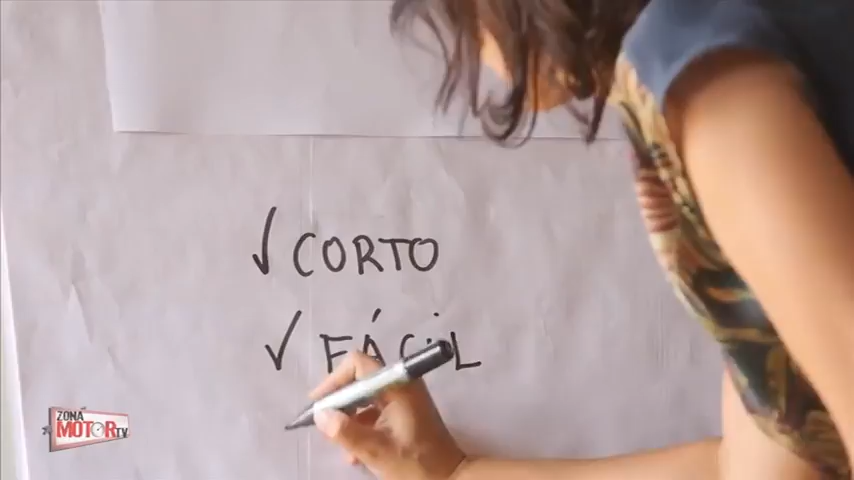 ✓ CORTO
✓ FÁCIL
ZONA
MOTOR TV